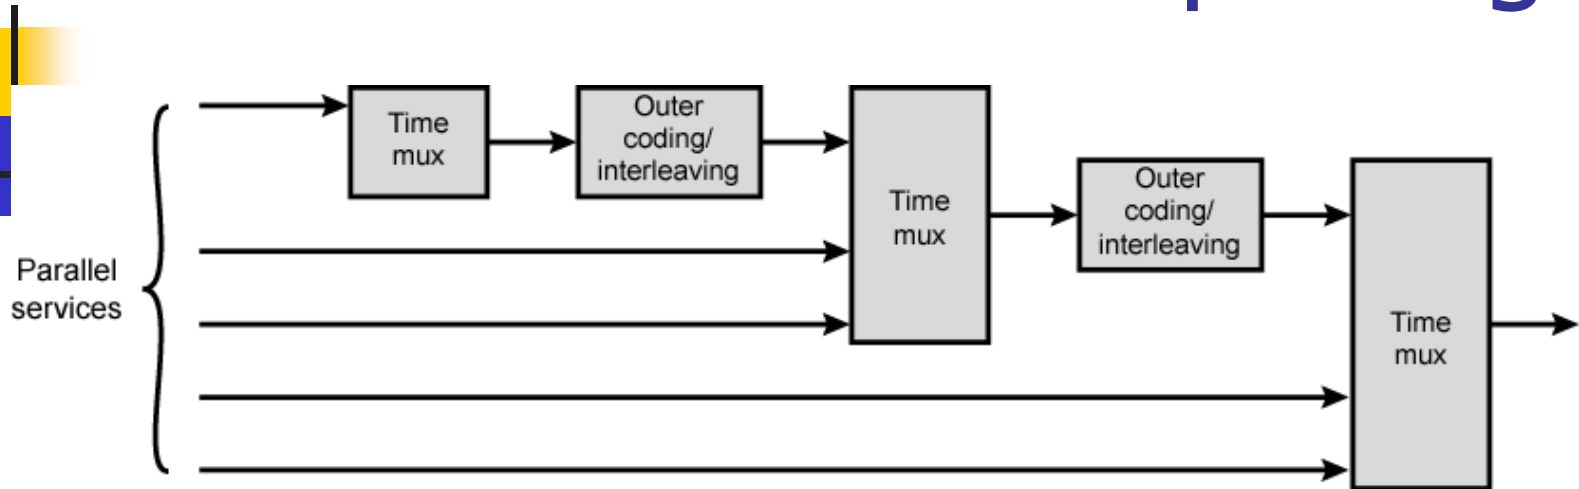 Time
mux
Outer
coding/
interleaving
Time
mux
Outer
coding/
interleaving
Parallel
services
Time
mux